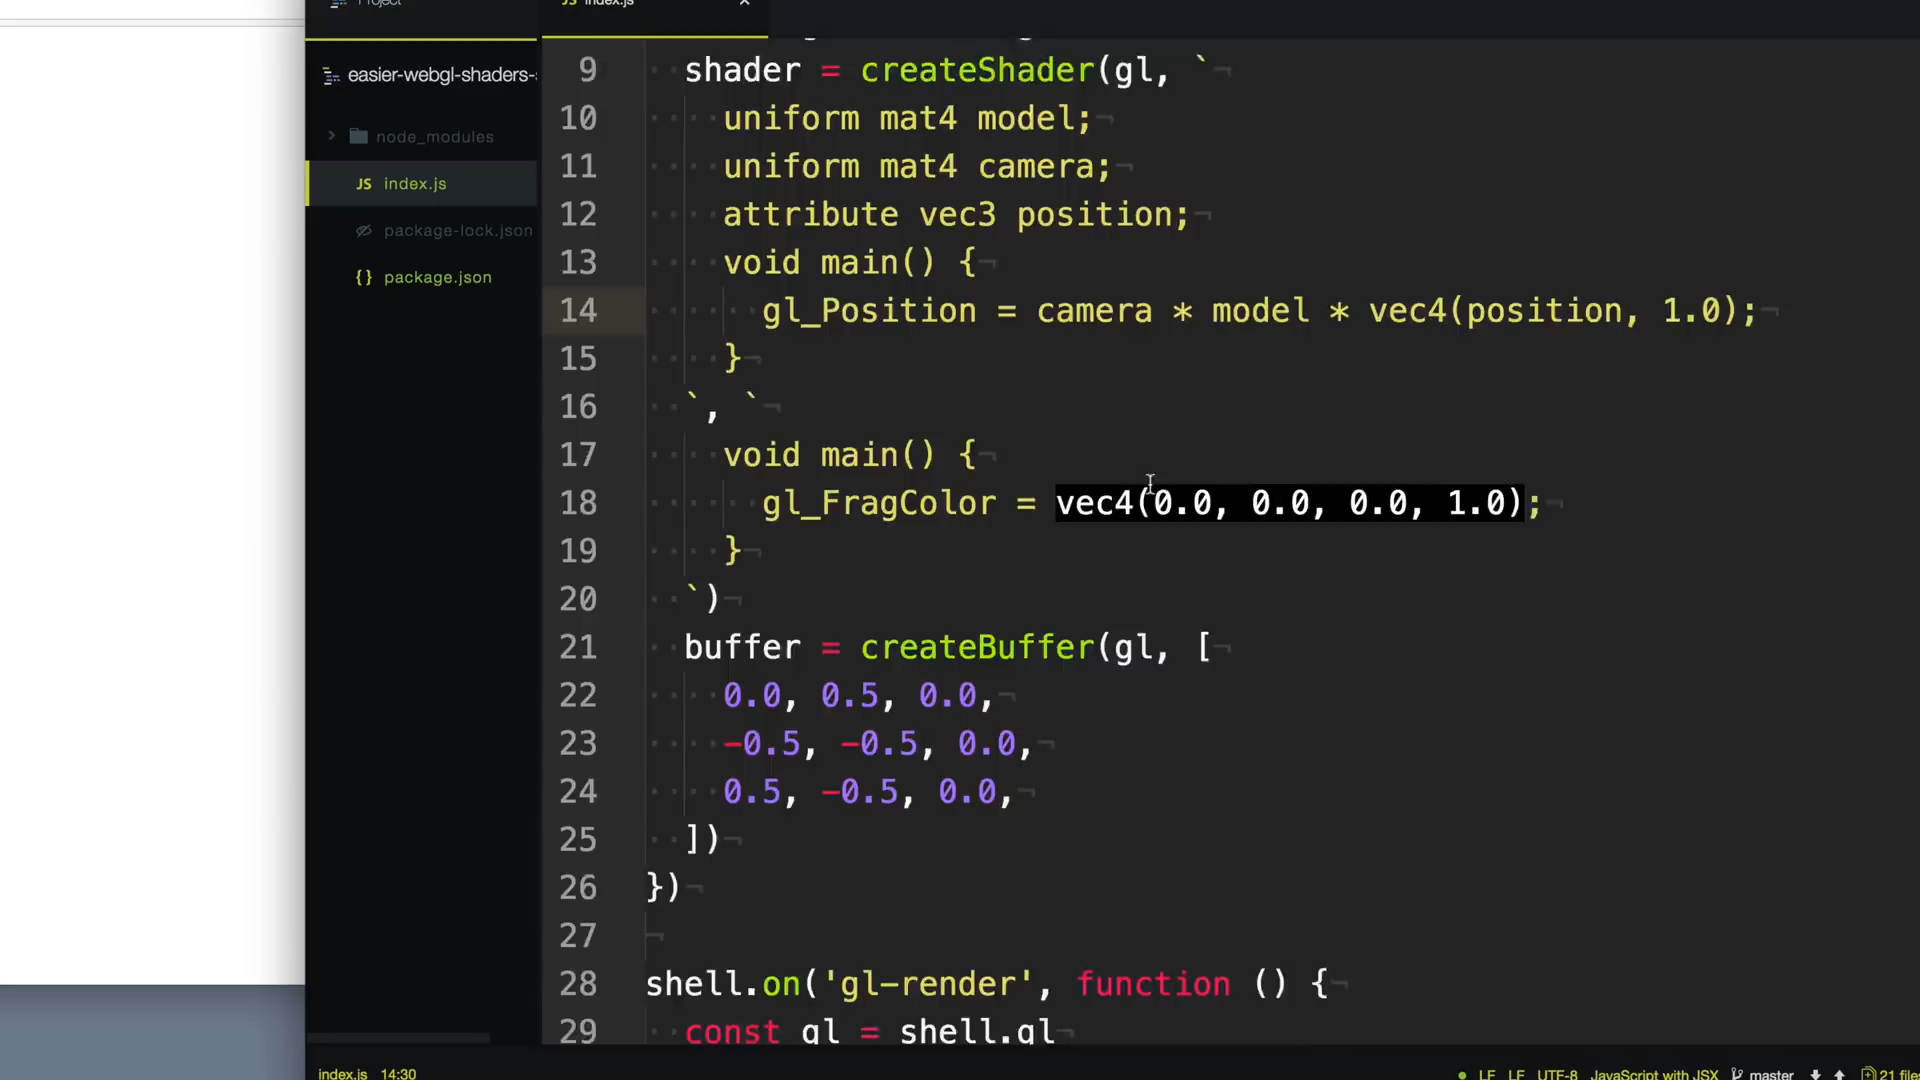 Project
index.js
easier-webgl-shaders-
node_modules
JS index.js
package-lock.json
{} package.json
9 shader = createShader(gl, `
10 uniform mat4 model;
11 uniform mat4 camera;
12 attribute vec3 position;
13 void main() {
14 gl_Position = camera * model * vec4(position, 1.0);
15 }
16 `, `
17 void main() {
18 gl_FragColor = vec4(0.0, 0.0, 0.0, 1.0);
19 }
20 `)
21 buffer = createBuffer(gl, [
22 0.0, 0.5, 0.0,
23 -0.5, -0.5, 0.0,
24 0.5, -0.5, 0.0,
25 ])
26 })
27
28 shell.on('gl-render', function () {
29 const gl = shell.gl
index.js 14:30
LF LF UTF-8 JavaScript with JSX master 21 files